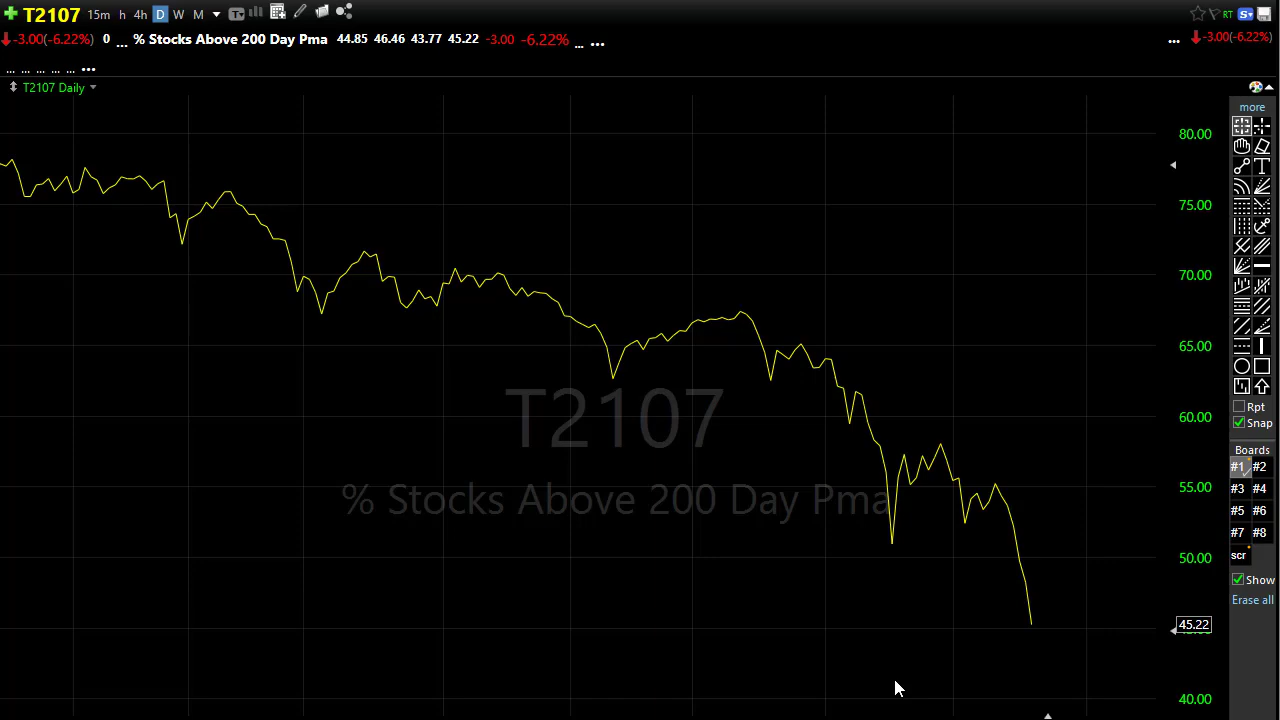 T2107 15m h 4h D W M T
-3.00(-6.22%) 0 ... % Stocks Above 200 Day Pma 44.85 46.46 43.77 45.22 -3.00 -6.22% ... ...
RT S
... -3.00(-6.22%)
... ... ... ... ... ...
T2107 Daily
more
80.00
75.00
70.00
65.00
60.00
55.00
50.00
45.22
40.00
T2107
% Stocks Above 200 Day Pma
T
Rpt
Snap
Boards
#1 #2
#3 #4
#5 #6
#7 #8
scr
Show
Erase all